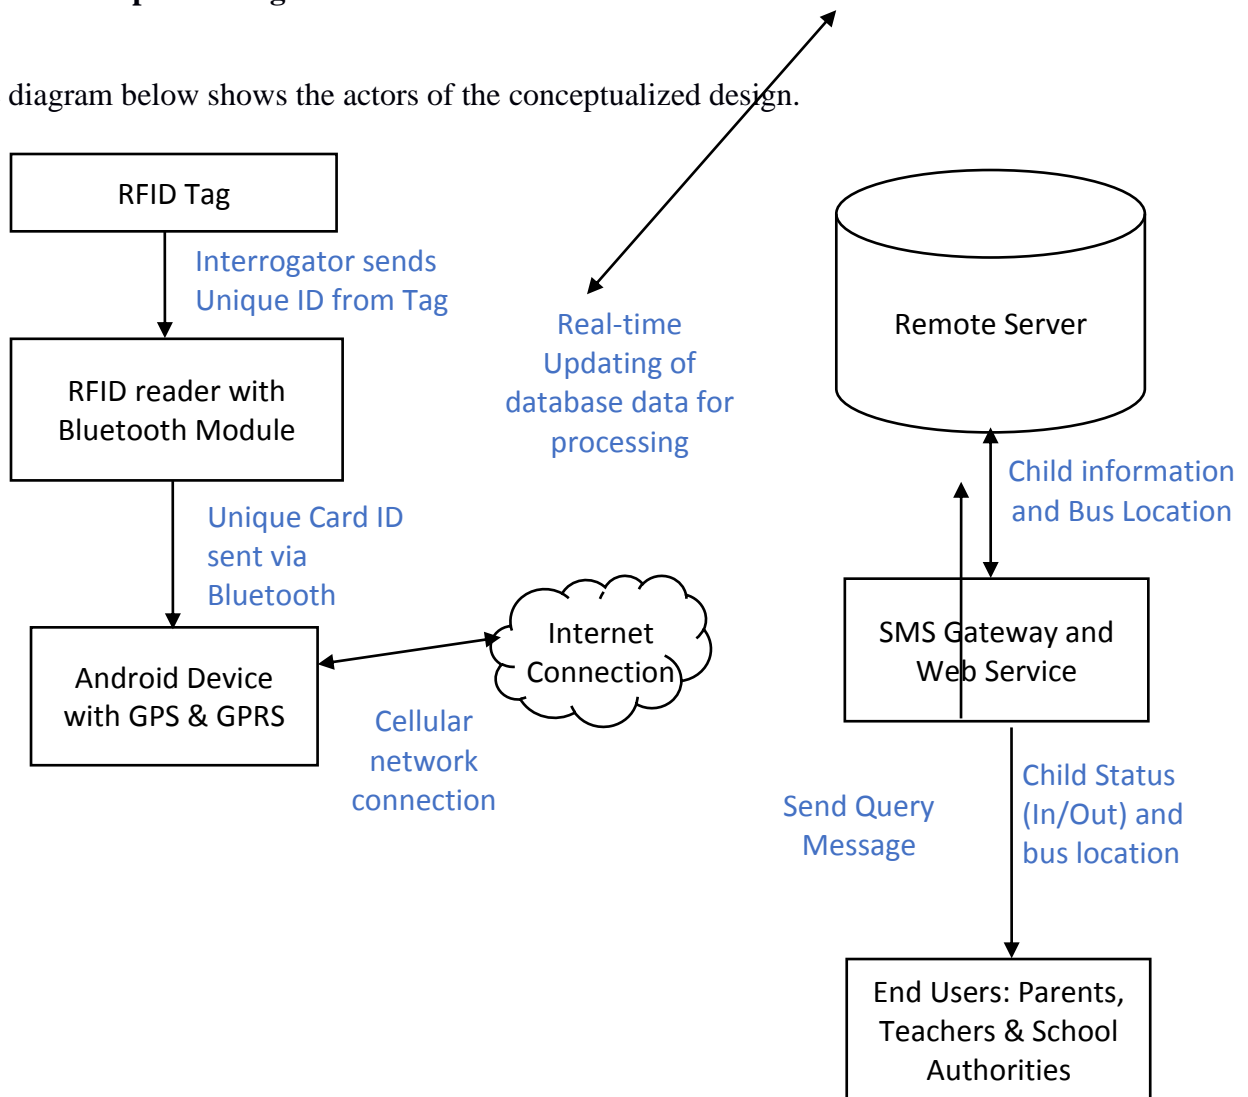 diagram below shows the actors of the conceptualized design.
RFID Tag
Interrogator sends
Unique ID from Tag
RFID reader with
Bluetooth Module
Unique Card ID
sent via
Bluetooth
Android Device
with GPS & GPRS
Cellular
network
connection
Internet
Connection
Real-time
Updating of
database data for
processing
Remote Server
Child information
and Bus Location
SMS Gateway and
Web Service
Send Query
Message
Child Status
(In/Out) and
bus location
End Users: Parents,
Teachers & School
Authorities